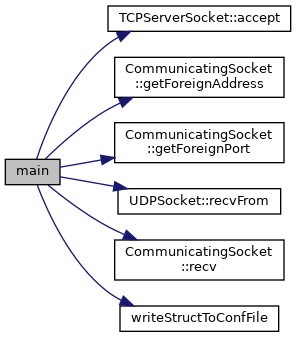 TCPServerSocket::accept
CommunicatingSocket
::getForeignAddress
CommunicatingSocket
::getForeignPort
main
UDPSocket::recvFrom
CommunicatingSocket
::recv
writeStructToConfFile